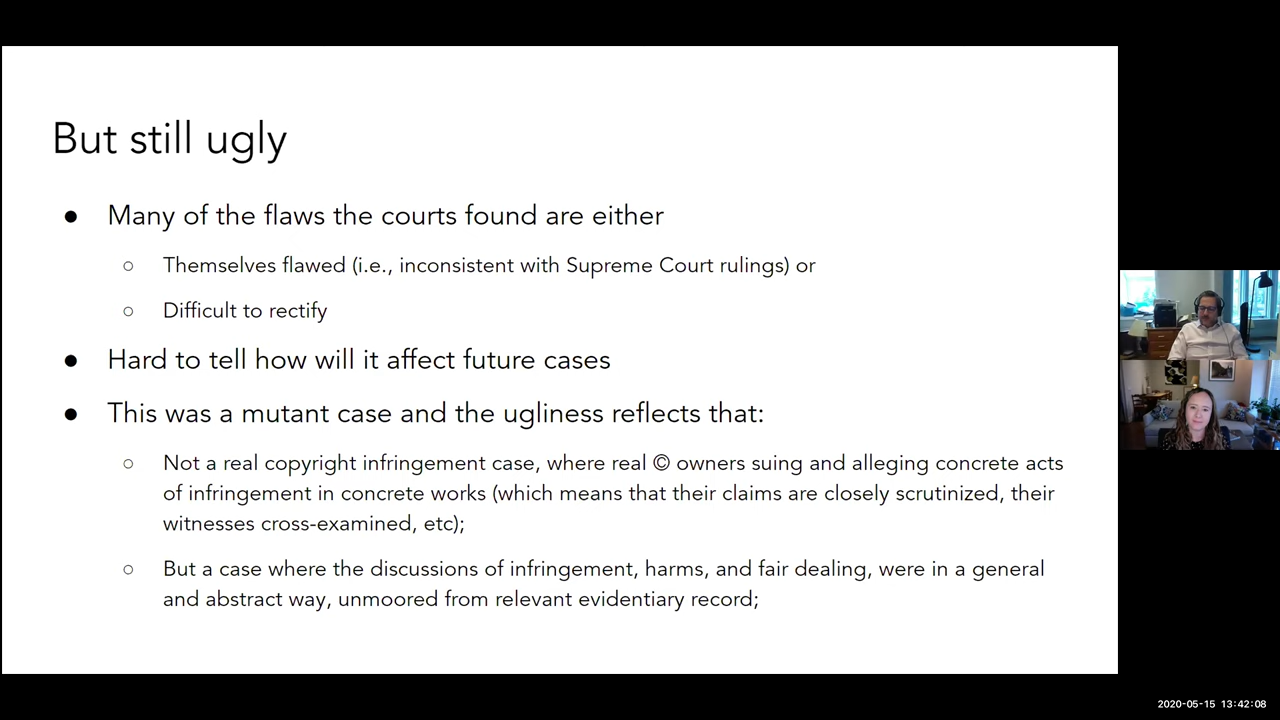 But still ugly
● Many of the flaws the courts found are either
○ Themselves flawed (i.e., inconsistent with Supreme Court rulings) or
○ Difficult to rectify
● Hard to tell how will it affect future cases
● This was a mutant case and the ugliness reflects that:
○ Not a real copyright infringement case, where real © owners suing and alleging concrete acts
of infringement in concrete works (which means that their claims are closely scrutinized, their
witnesses cross-examined, etc);
○ But a case where the discussions of infringement, harms, and fair dealing, were in a general
and abstract way, unmoored from relevant evidentiary record;
2020-05-15 13:42:08